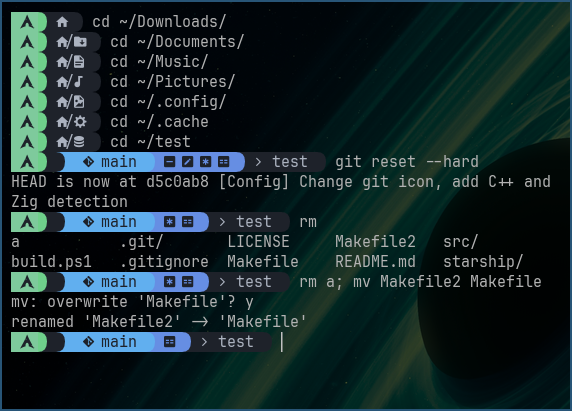 cd ~/Downloads/
/ cd ~/Documents/
/ cd ~/Music/
/ cd ~/Pictures/
/ cd ~/.config/
/ cd ~/.cache
/ cd ~/test
main > test git reset --hard
HEAD is now at d5c0ab8 [Config] Change git icon, add C++ and
Zig detection
main > test rm
a .git/ LICENSE Makefile2 src/
build.ps1 .gitignore Makefile README.md starship/
main > test rm a; mv Makefile2 Makefile
mv: overwrite 'Makefile'? y
renamed 'Makefile2' -> 'Makefile'
main > test